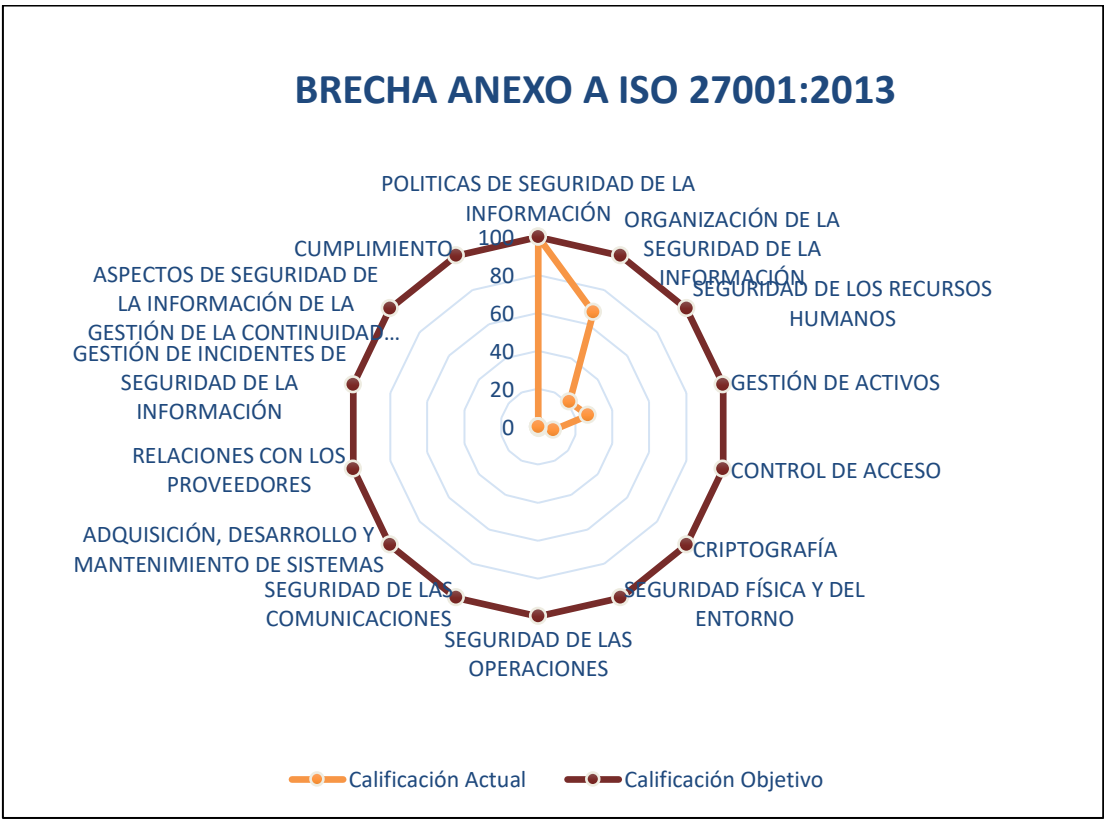 BRECHA ANEXO A ISO 27001:2013
POLITICAS DE SEGURIDAD DE LA
INFORMACIÓN
ORGANIZACIÓN DE LA
SEGURIDAD DE LA
INFORMACIÓN
SEGURIDAD DE LOS RECURSOS
HUMANOS
GESTIÓN DE ACTIVOS
CONTROL DE ACCESO
CRIPTOGRAFÍA
SEGURIDAD FÍSICA Y DEL
ENTORNO
SEGURIDAD DE LAS
OPERACIONES
SEGURIDAD DE LAS
COMUNICACIONES
ADQUISICIÓN, DESARROLLO Y
MANTENIMIENTO DE SISTEMAS
RELACIONES CON LOS
PROVEEDORES
GESTIÓN DE INCIDENTES DE
SEGURIDAD DE LA
INFORMACIÓN
ASPECTOS DE SEGURIDAD DE
LA INFORMACIÓN DE LA
GESTIÓN DE LA CONTINUIDAD...
CUMPLIMIENTO
100
80
60
40
20
0
Calificación Actual
Calificación Objetivo